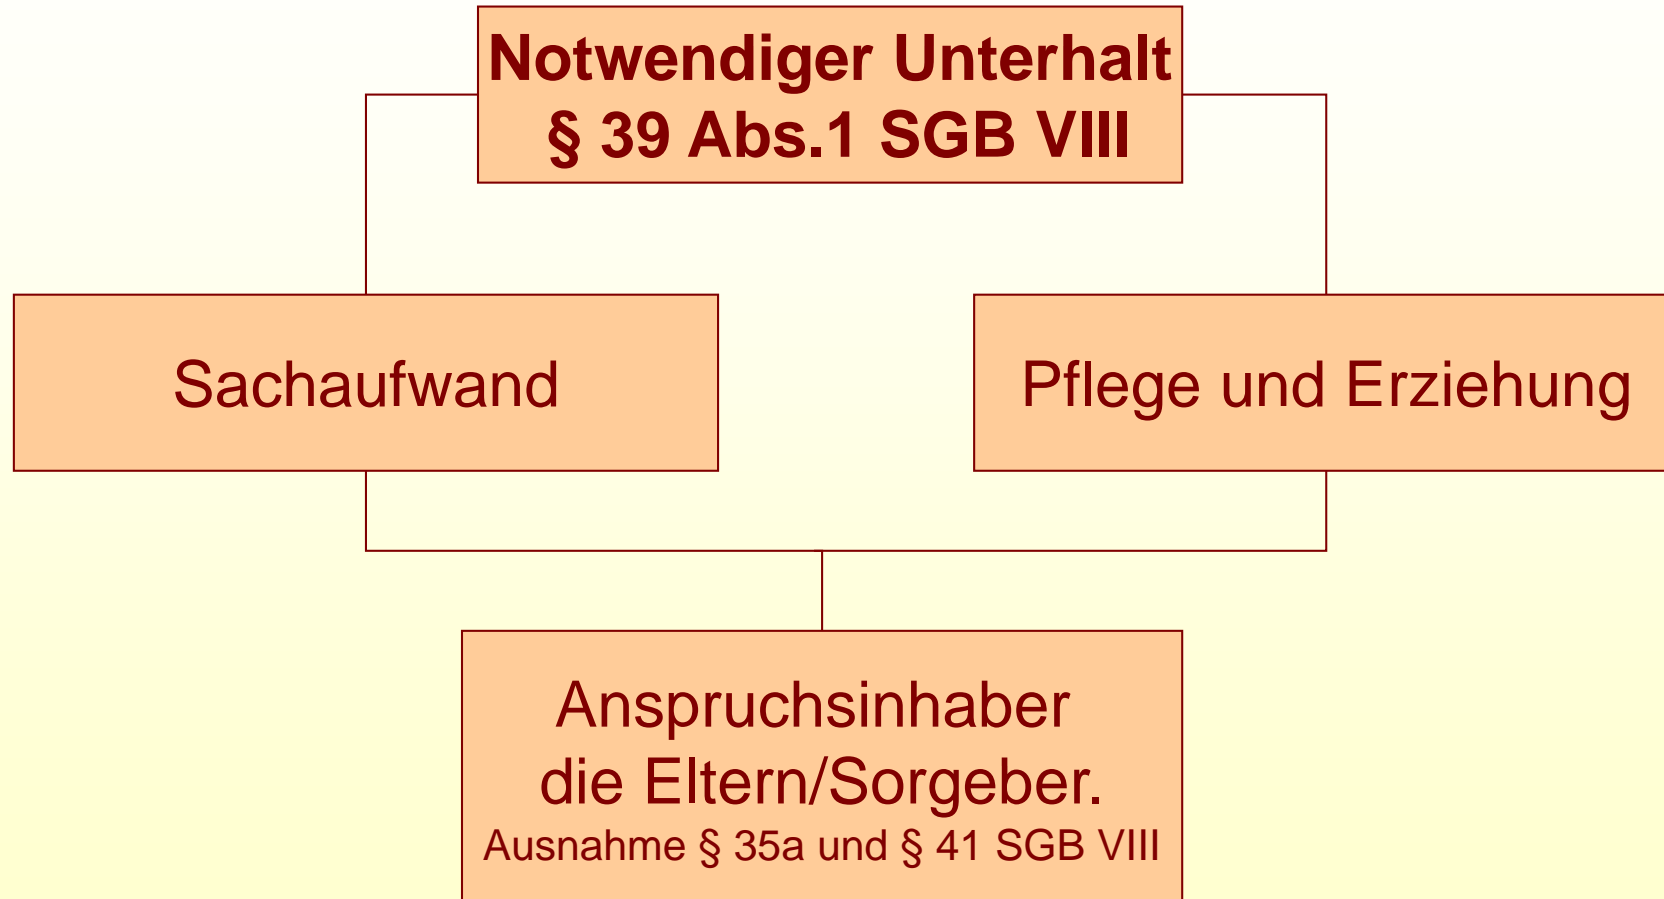 Notwendiger Unterhalt
§ 39 Abs.1 SGB VIII
Sachaufwand
Pflege und Erziehung
Anspruchsinhaber
die Eltern/Sorgeber.
Ausnahme § 35a und § 41 SGB VIII